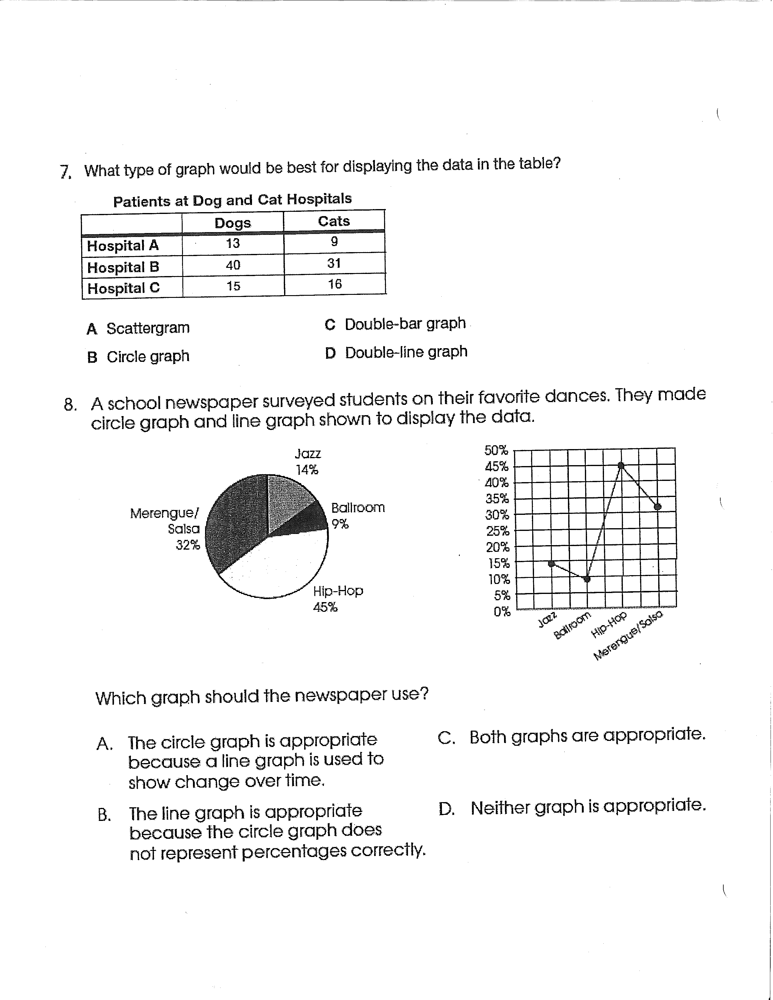 7. What type of graph would be best for displaying the data in the table?
Patients at Dog and Cat Hospitals
Dogs Cats
Hospital A 13 9
Hospital B 40 31
Hospital C 15 16
A Scattergram C Double-bar graph
B Circle graph D Double-line graph
8. A school newspaper surveyed students on their favorite dances. They made
circle graph and line graph shown to display the data.
Jazz
14%
Ballroom
9%
Merengue/
Salsa
32%
Hip-Hop
45%
50%
45%
40%
35%
30%
25%
20%
15%
10%
5%
0%
Jazz
Ballroom
Hip-Hop
Merengue/Salsa
Which graph should the newspaper use?
A. The circle graph is appropriate
because a line graph is used to
show change over time.
B. The line graph is appropriate
because the circle graph does
not represent percentages correctly.
C. Both graphs are appropriate.
D. Neither graph is appropriate.